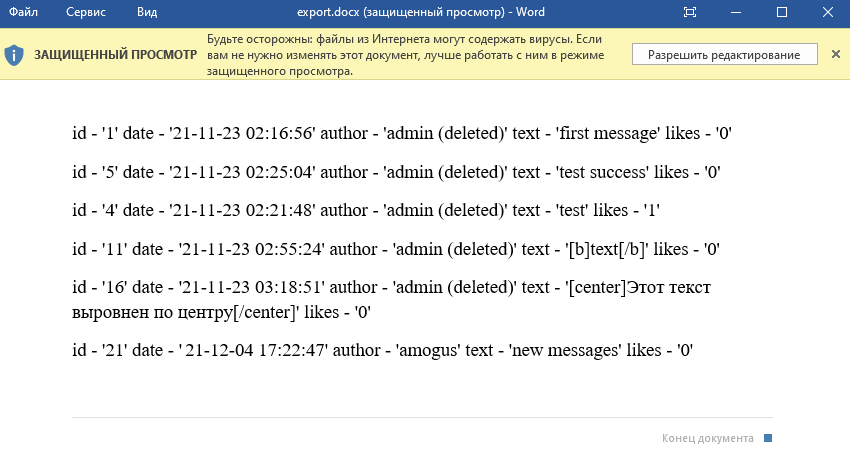 Файл Сервис Вид export.docx (защищенный просмотр) - Word
ЗАЩИЩЕННЫЙ ПРОСМОТР
Будьте осторожны: файлы из Интернета могут содержать вирусы. Если
вам не нужно изменять этот документ, лучше работать с ним в режиме
защищенного просмотра.
Разрешить редактирование
id - '1' date - '21-11-23 02:16:56' author - 'admin (deleted)' text - 'first message' likes - '0'
id - '5' date - '21-11-23 02:25:04' author - 'admin (deleted)' text - 'test success' likes - '0'
id - '4' date - '21-11-23 02:21:48' author - 'admin (deleted)' text - 'test' likes - '1'
id - '11' date - '21-11-23 02:55:24' author - 'admin (deleted)' text - '[b]text[/b]' likes - '0'
id - '16' date - '21-11-23 03:18:51' author - 'admin (deleted)' text - '[center]Этот текст
выровнен по центру[/center]' likes - '0'
id - '21' date - '21-12-04 17:22:47' author - 'amogus' text - 'new messages' likes - '0'
Конец документа